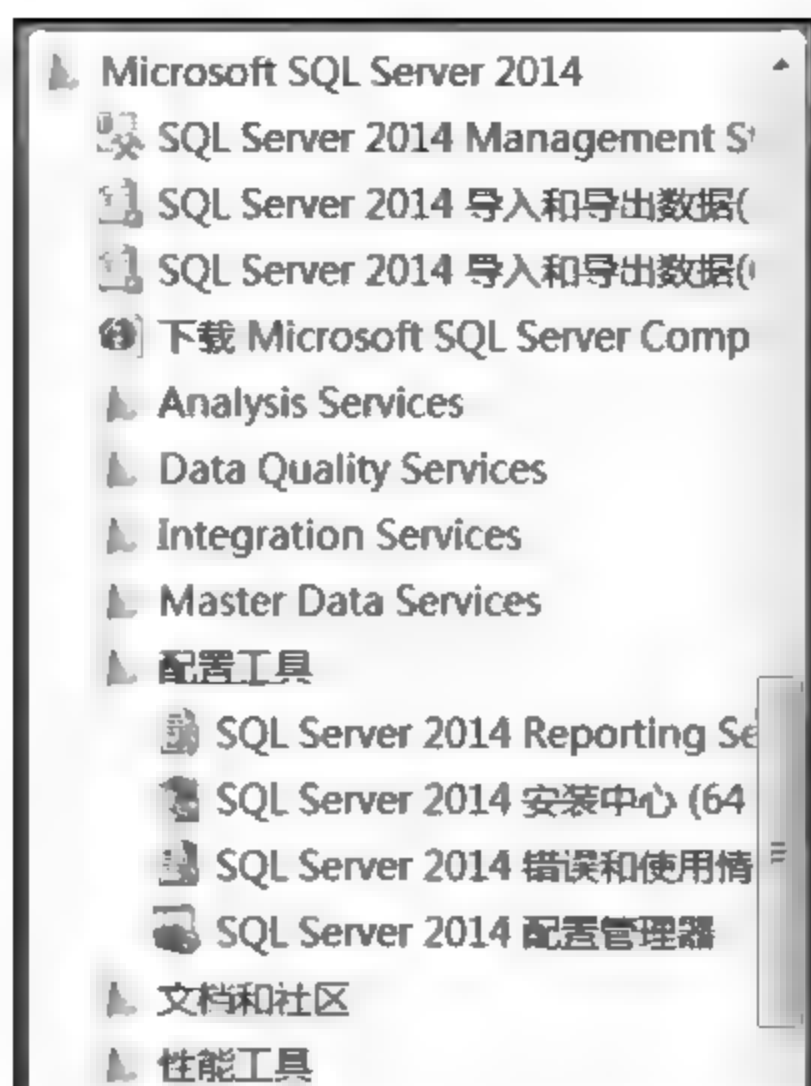 Microsoft SQL Server 2014
SQL Server 2014 Management S
SQL Server 2014 导入和导出数据(
SQL Server 2014 导入和导出数据(
下载 Microsoft SQL Server Comp
Analysis Services
Data Quality Services
Integration Services
Master Data Services
配置工具
SQL Server 2014 Reporting Se
SQL Server 2014 安装中心 (64
SQL Server 2014 错误和使用情
SQL Server 2014 配置管理器
文档和社区
性能工具